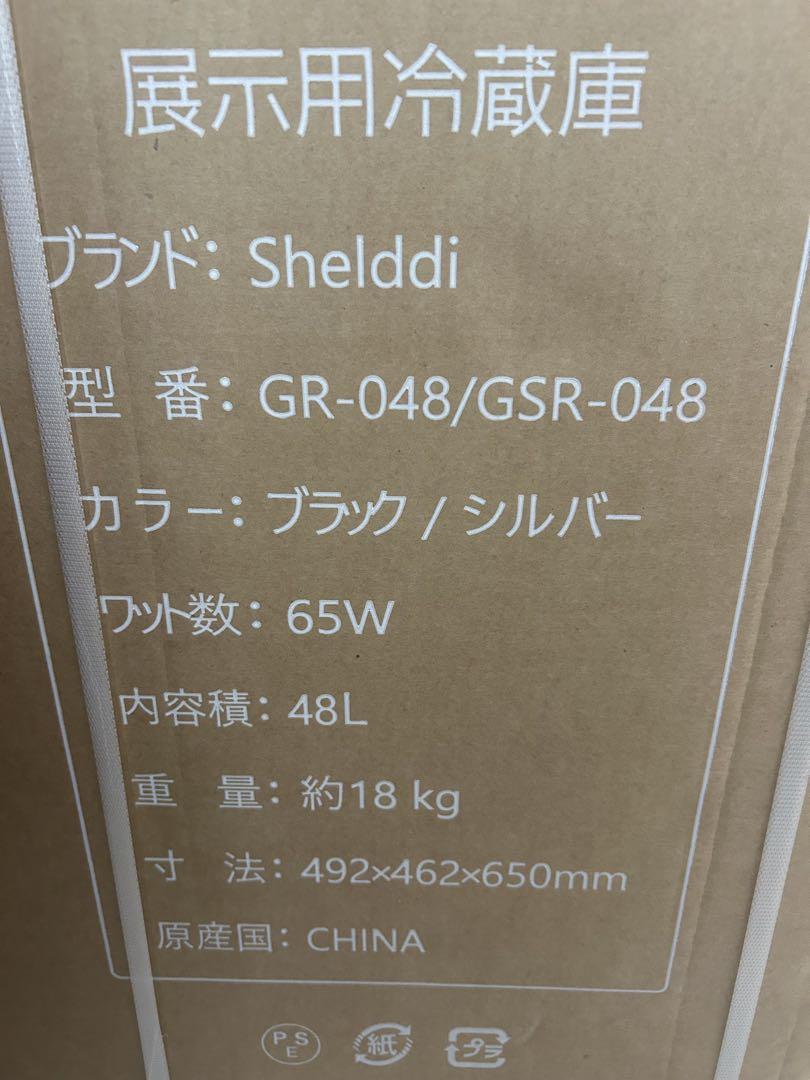 展示用冷蔵庫
ブランド: Shelddi
型 番: GR-048/GSR-048
カラー: ブラック / シルバー
ワット数: 65W
内容積: 48L
重 量: 約18 kg
寸 法: 492×462×650mm
原産国: CHINA
PSE 紙 プラ